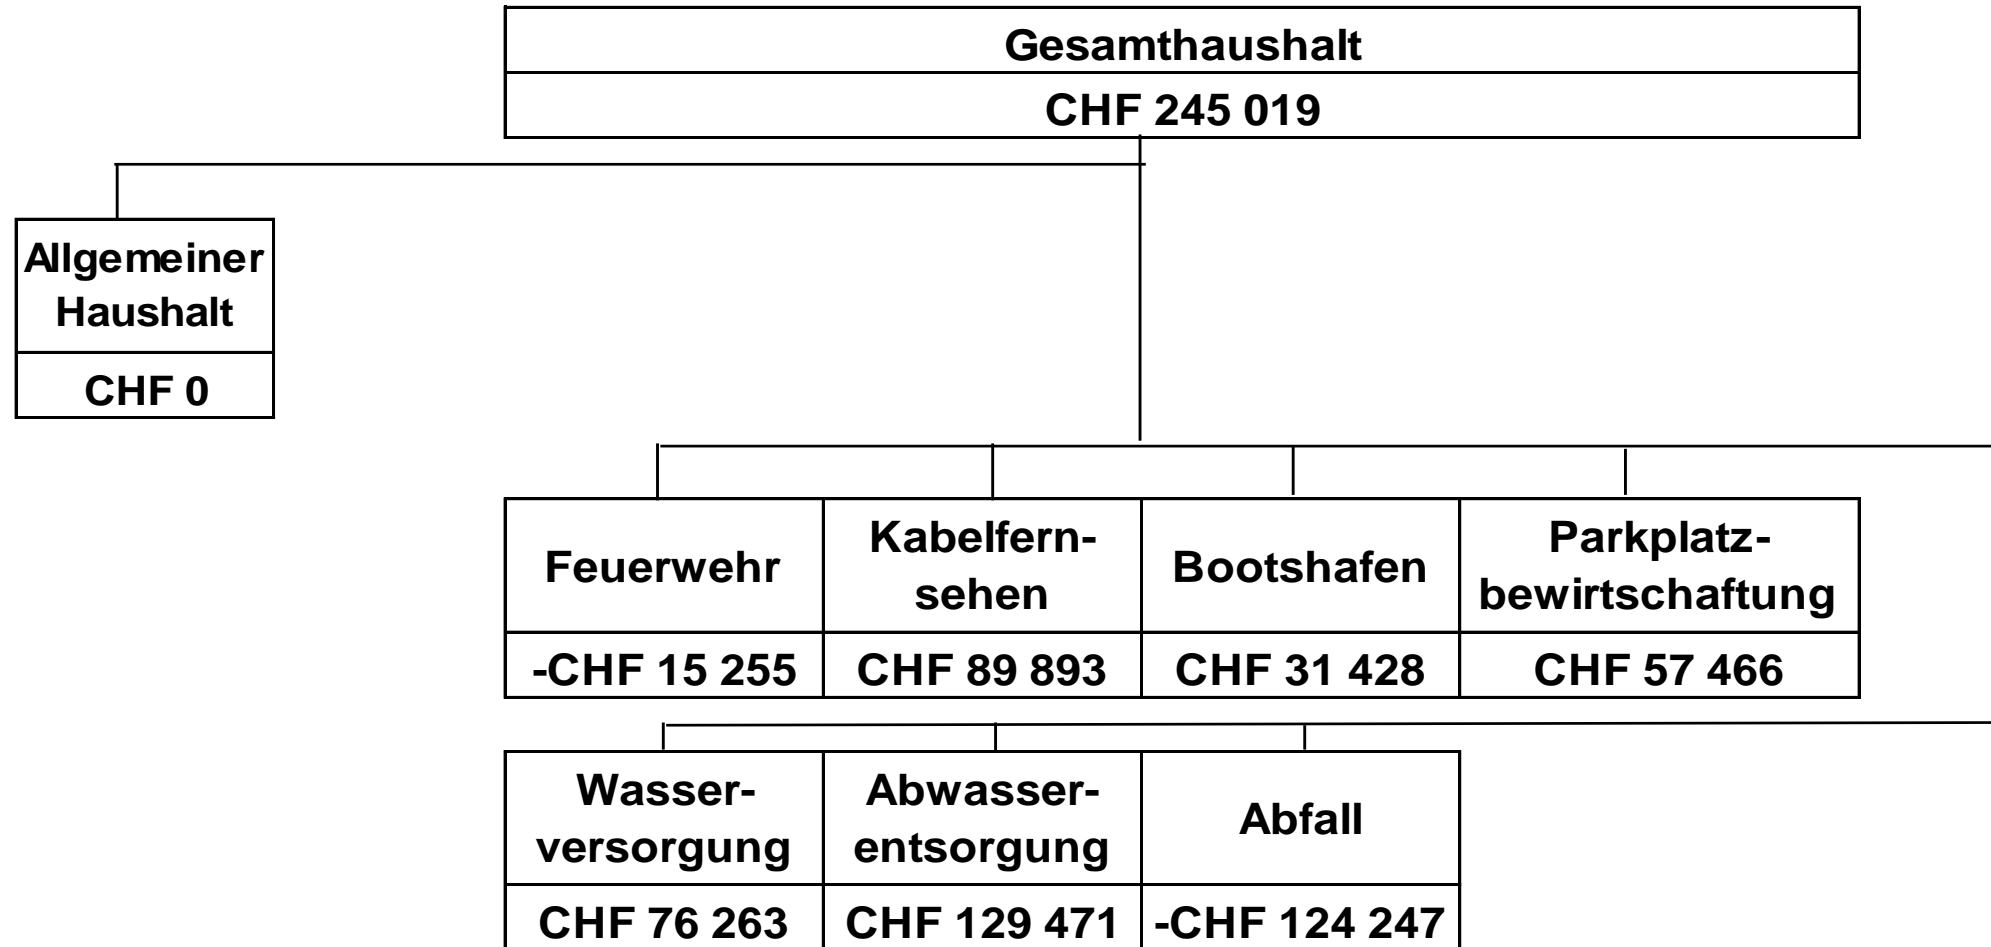 Gesamthaushalt
CHF 245 019
Allgemeiner
Haushalt
CHF 0
Feuerwehr
-CHF 15 255
Kabelfern-
sehen
CHF 89 893
Bootshafen
CHF 31 428
Parkplatz-
bewirtschaftung
CHF 57 466
Wasser-
versorgung
CHF 76 263
Abwasser-
entsorgung
CHF 129 471
Abfall
-CHF 124 247